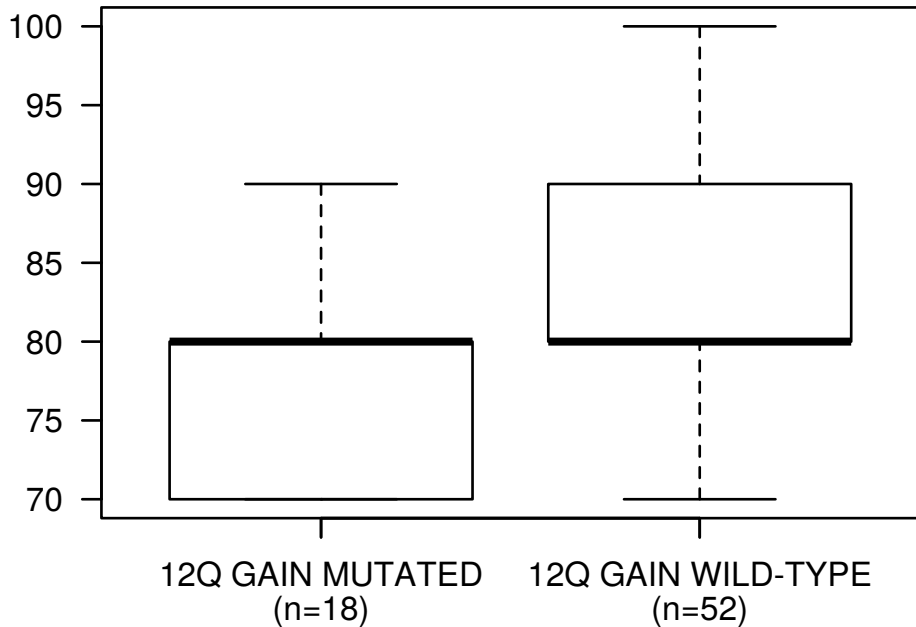 100
95
90
85
80
75
70
12Q GAIN MUTATED
(n=18)
12Q GAIN WILD-TYPE
(n=52)